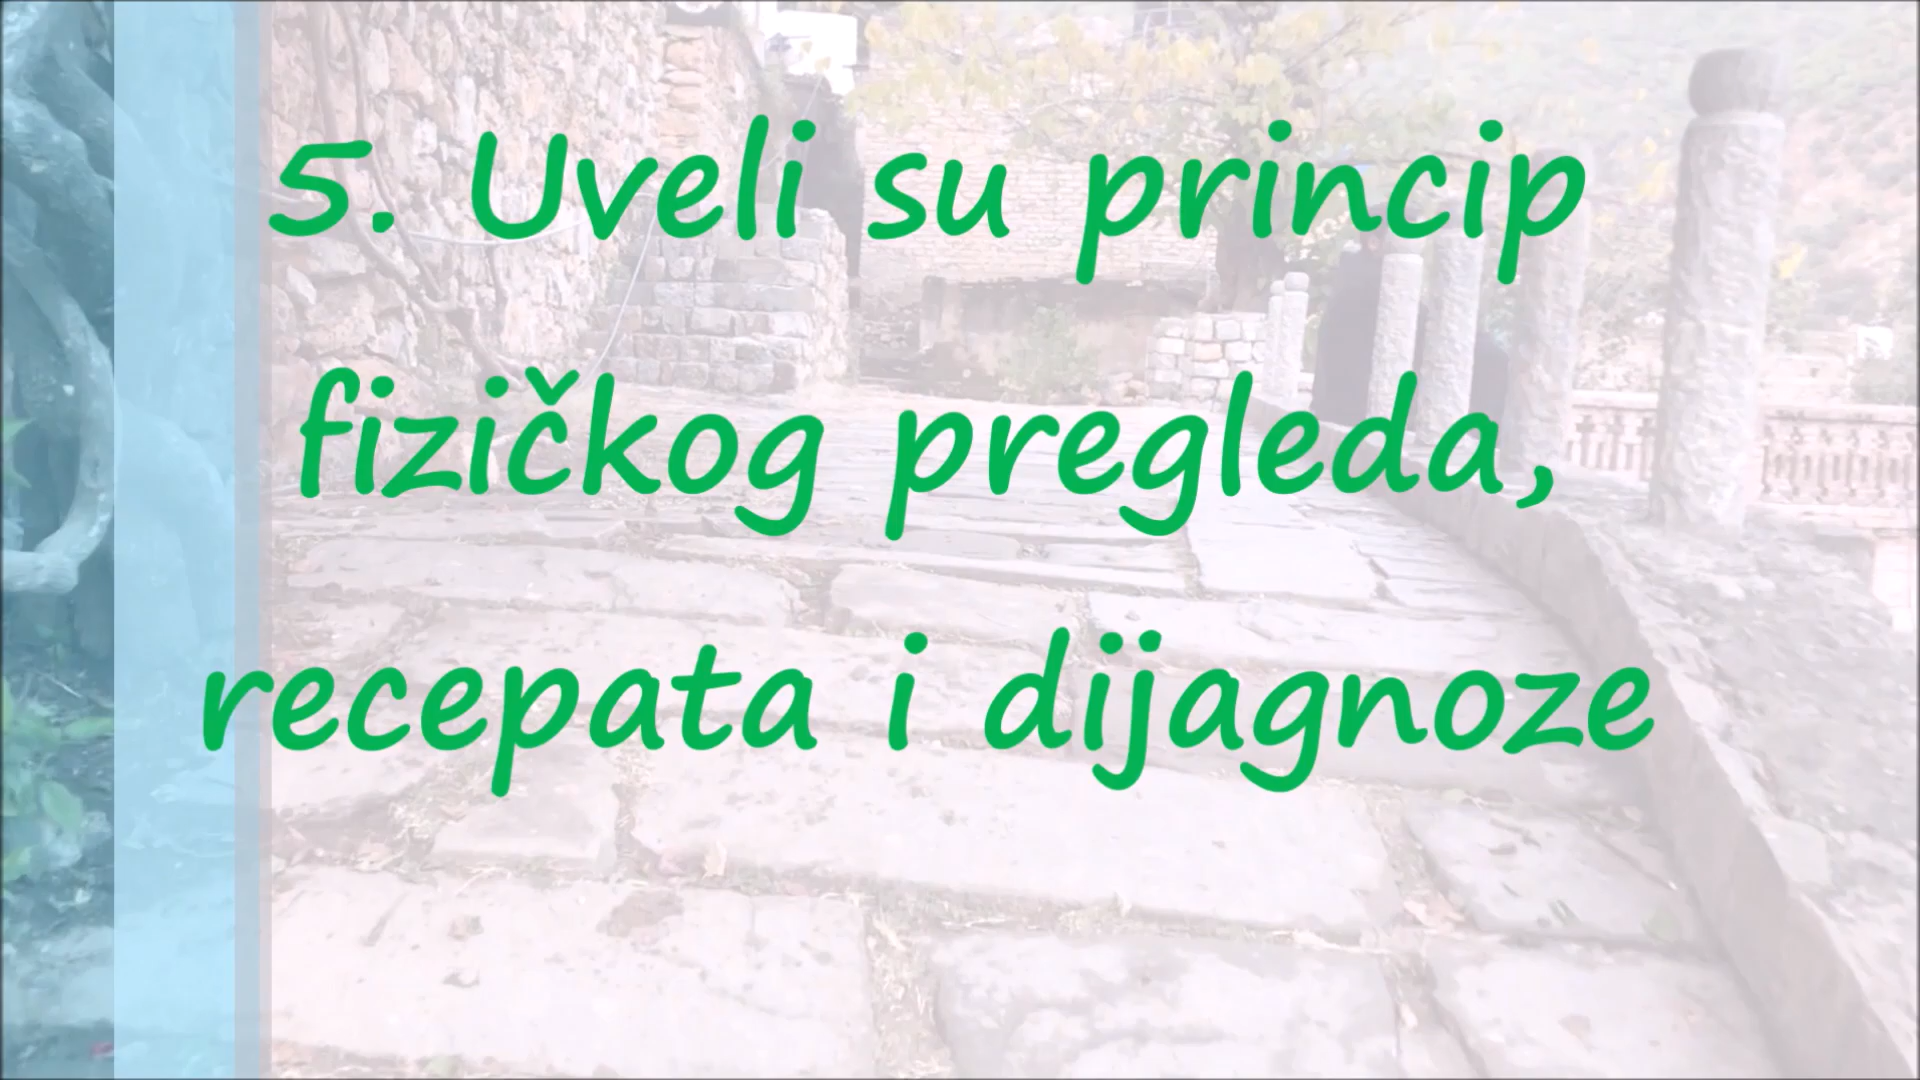 5. Uveli su princip
fizičkog pregleda,
recepata i dijagnoze